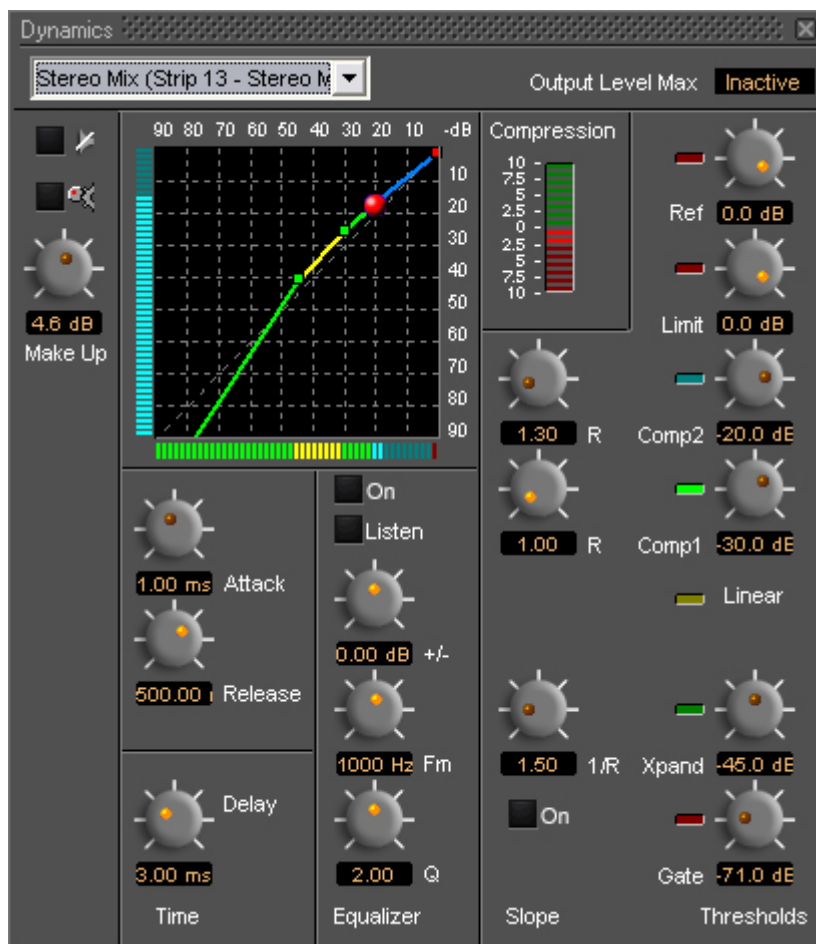 Dynamics
Stereo Mix (Strip 13 - Stereo M
Output Level Max Inactive
4.6 dB
Make Up
90 80 70 60 50 40 30 20 10 -dB
10
20
30
40
50
60
70
80
90
Compression
10 -
7.5 -
5 -
2.5 -
0 -
2.5 -
5 -
7.5 -
10 -
Ref 0.0 dB
Limit 0.0 dB
1.30 R
Comp2 -20.0 dB
1.00 R
Comp1 -30.0 dB
Linear
1.50 1/R
Xpand -45.0 dB
On
Gate -71.0 dB
1.00 ms Attack
500.00 Release
Delay
3.00 ms
Time
On
Listen
0.00 dB +/-
1000 Hz Fm
2.00 Q
Equalizer
Slope
Thresholds